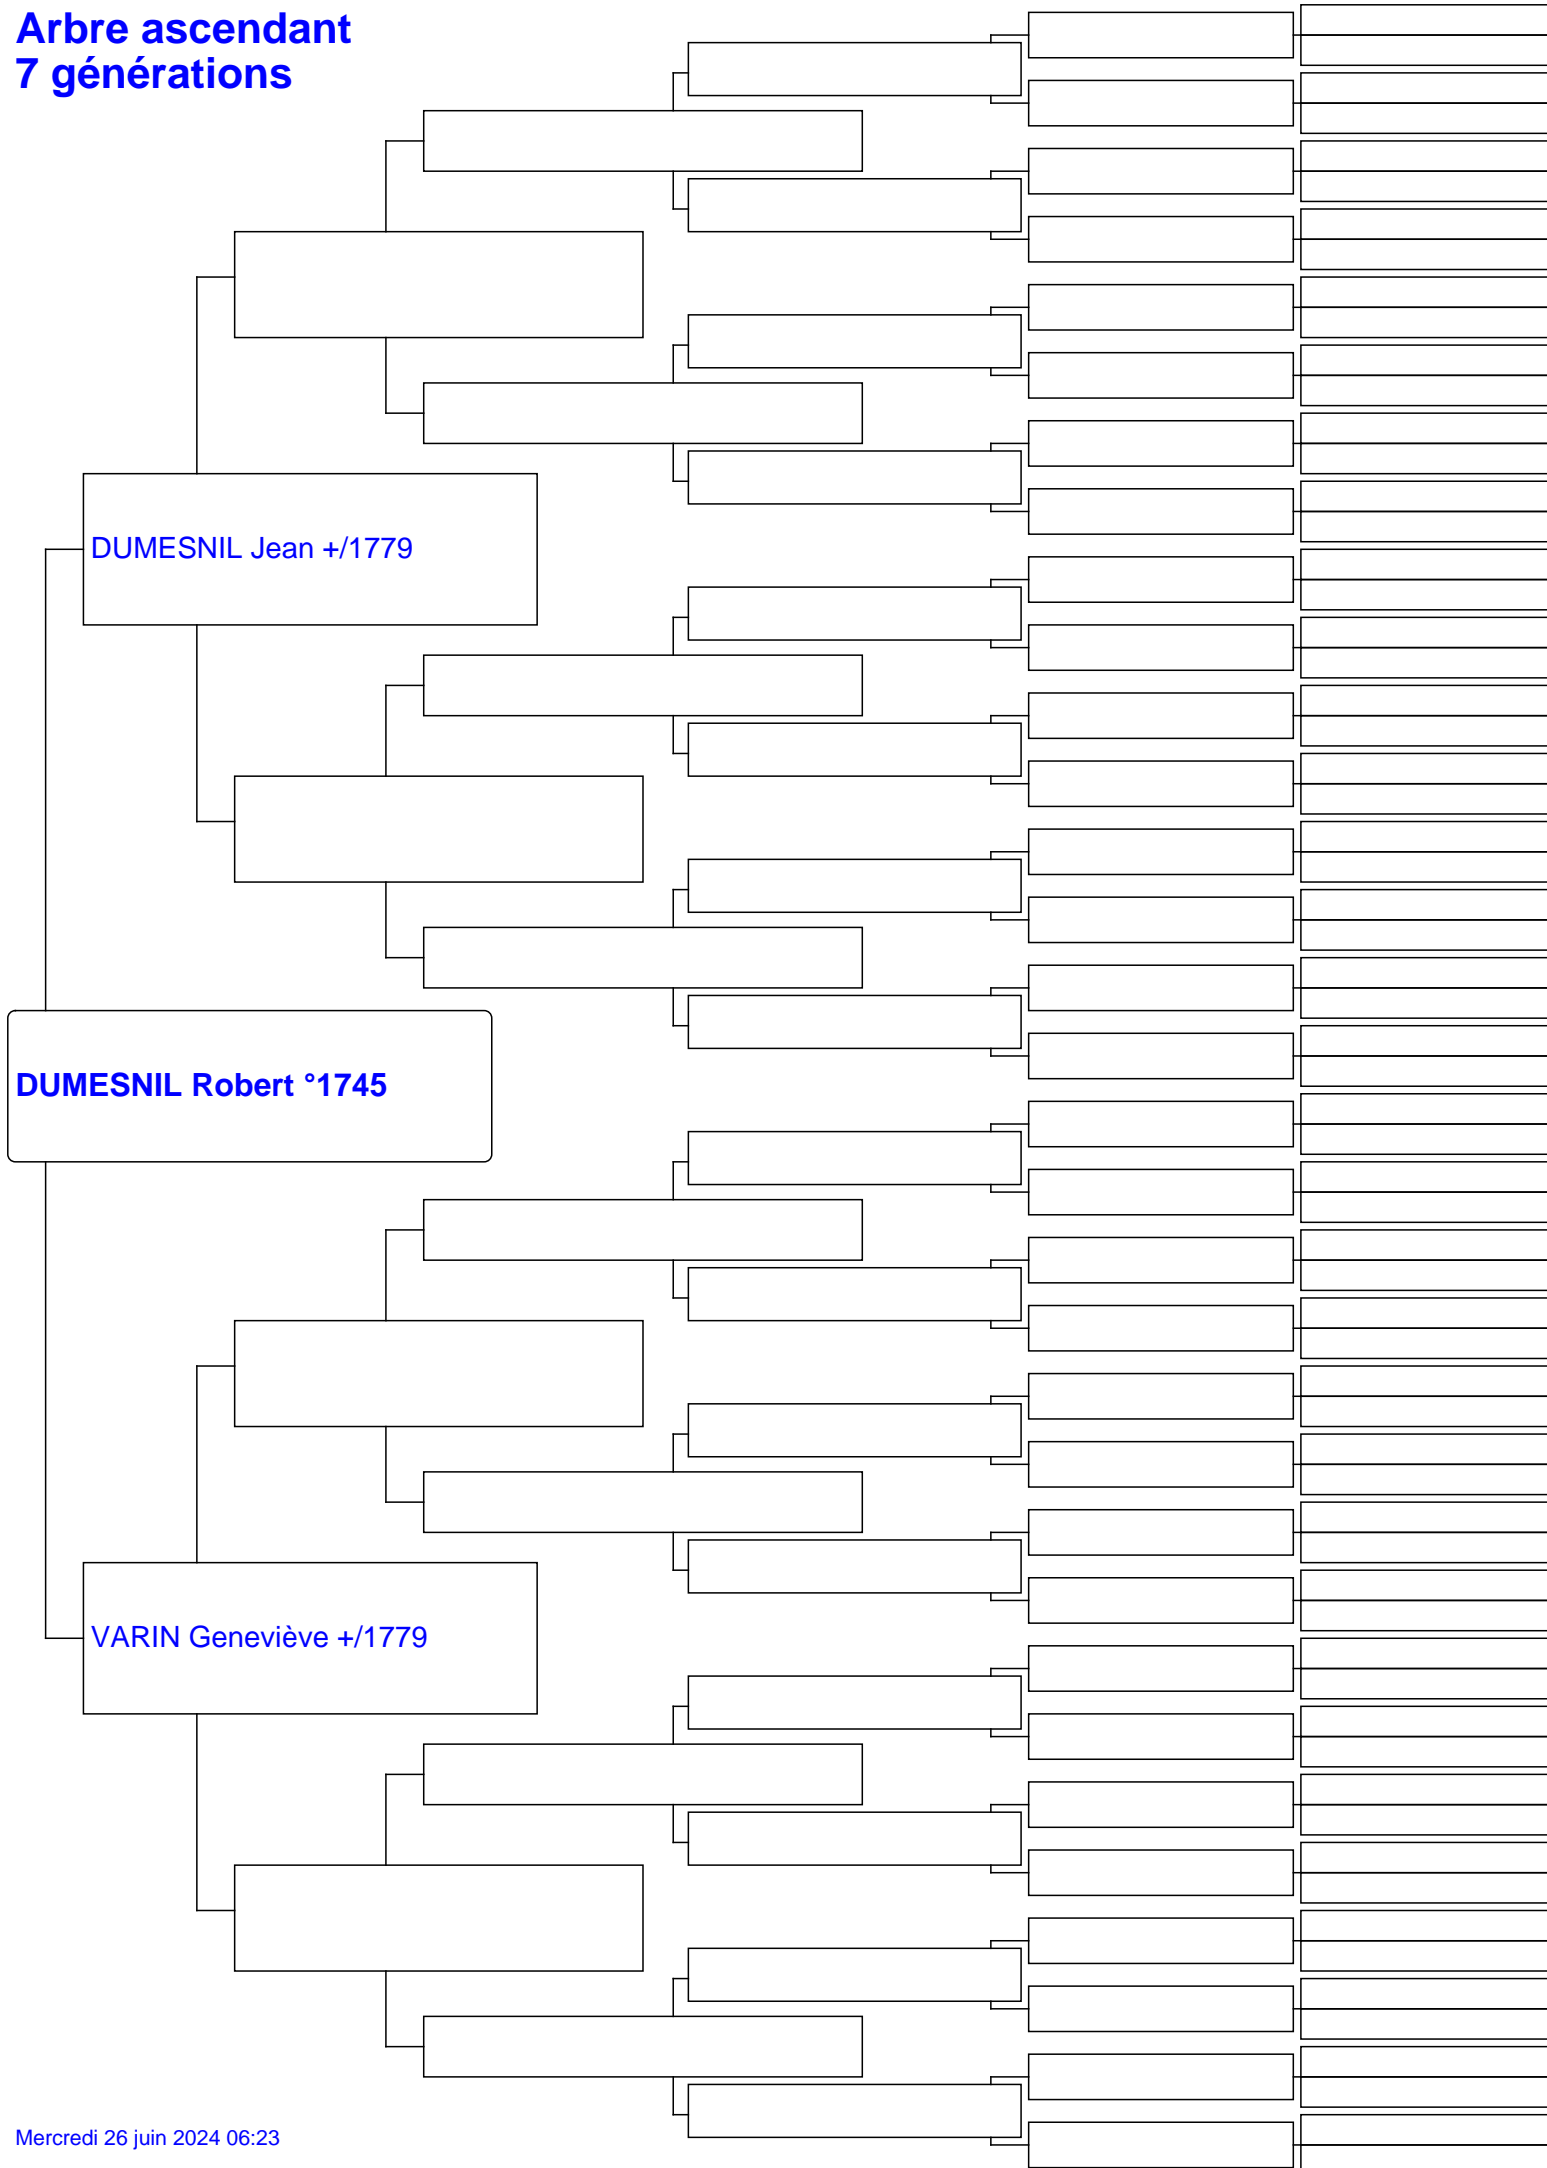 Arbre ascendant
7 générations
DUMESNIL Jean +/1779
DUMESNIL Robert °1745
VARIN Geneviève +/1779
Mercredi 26 juin 2024 06:23